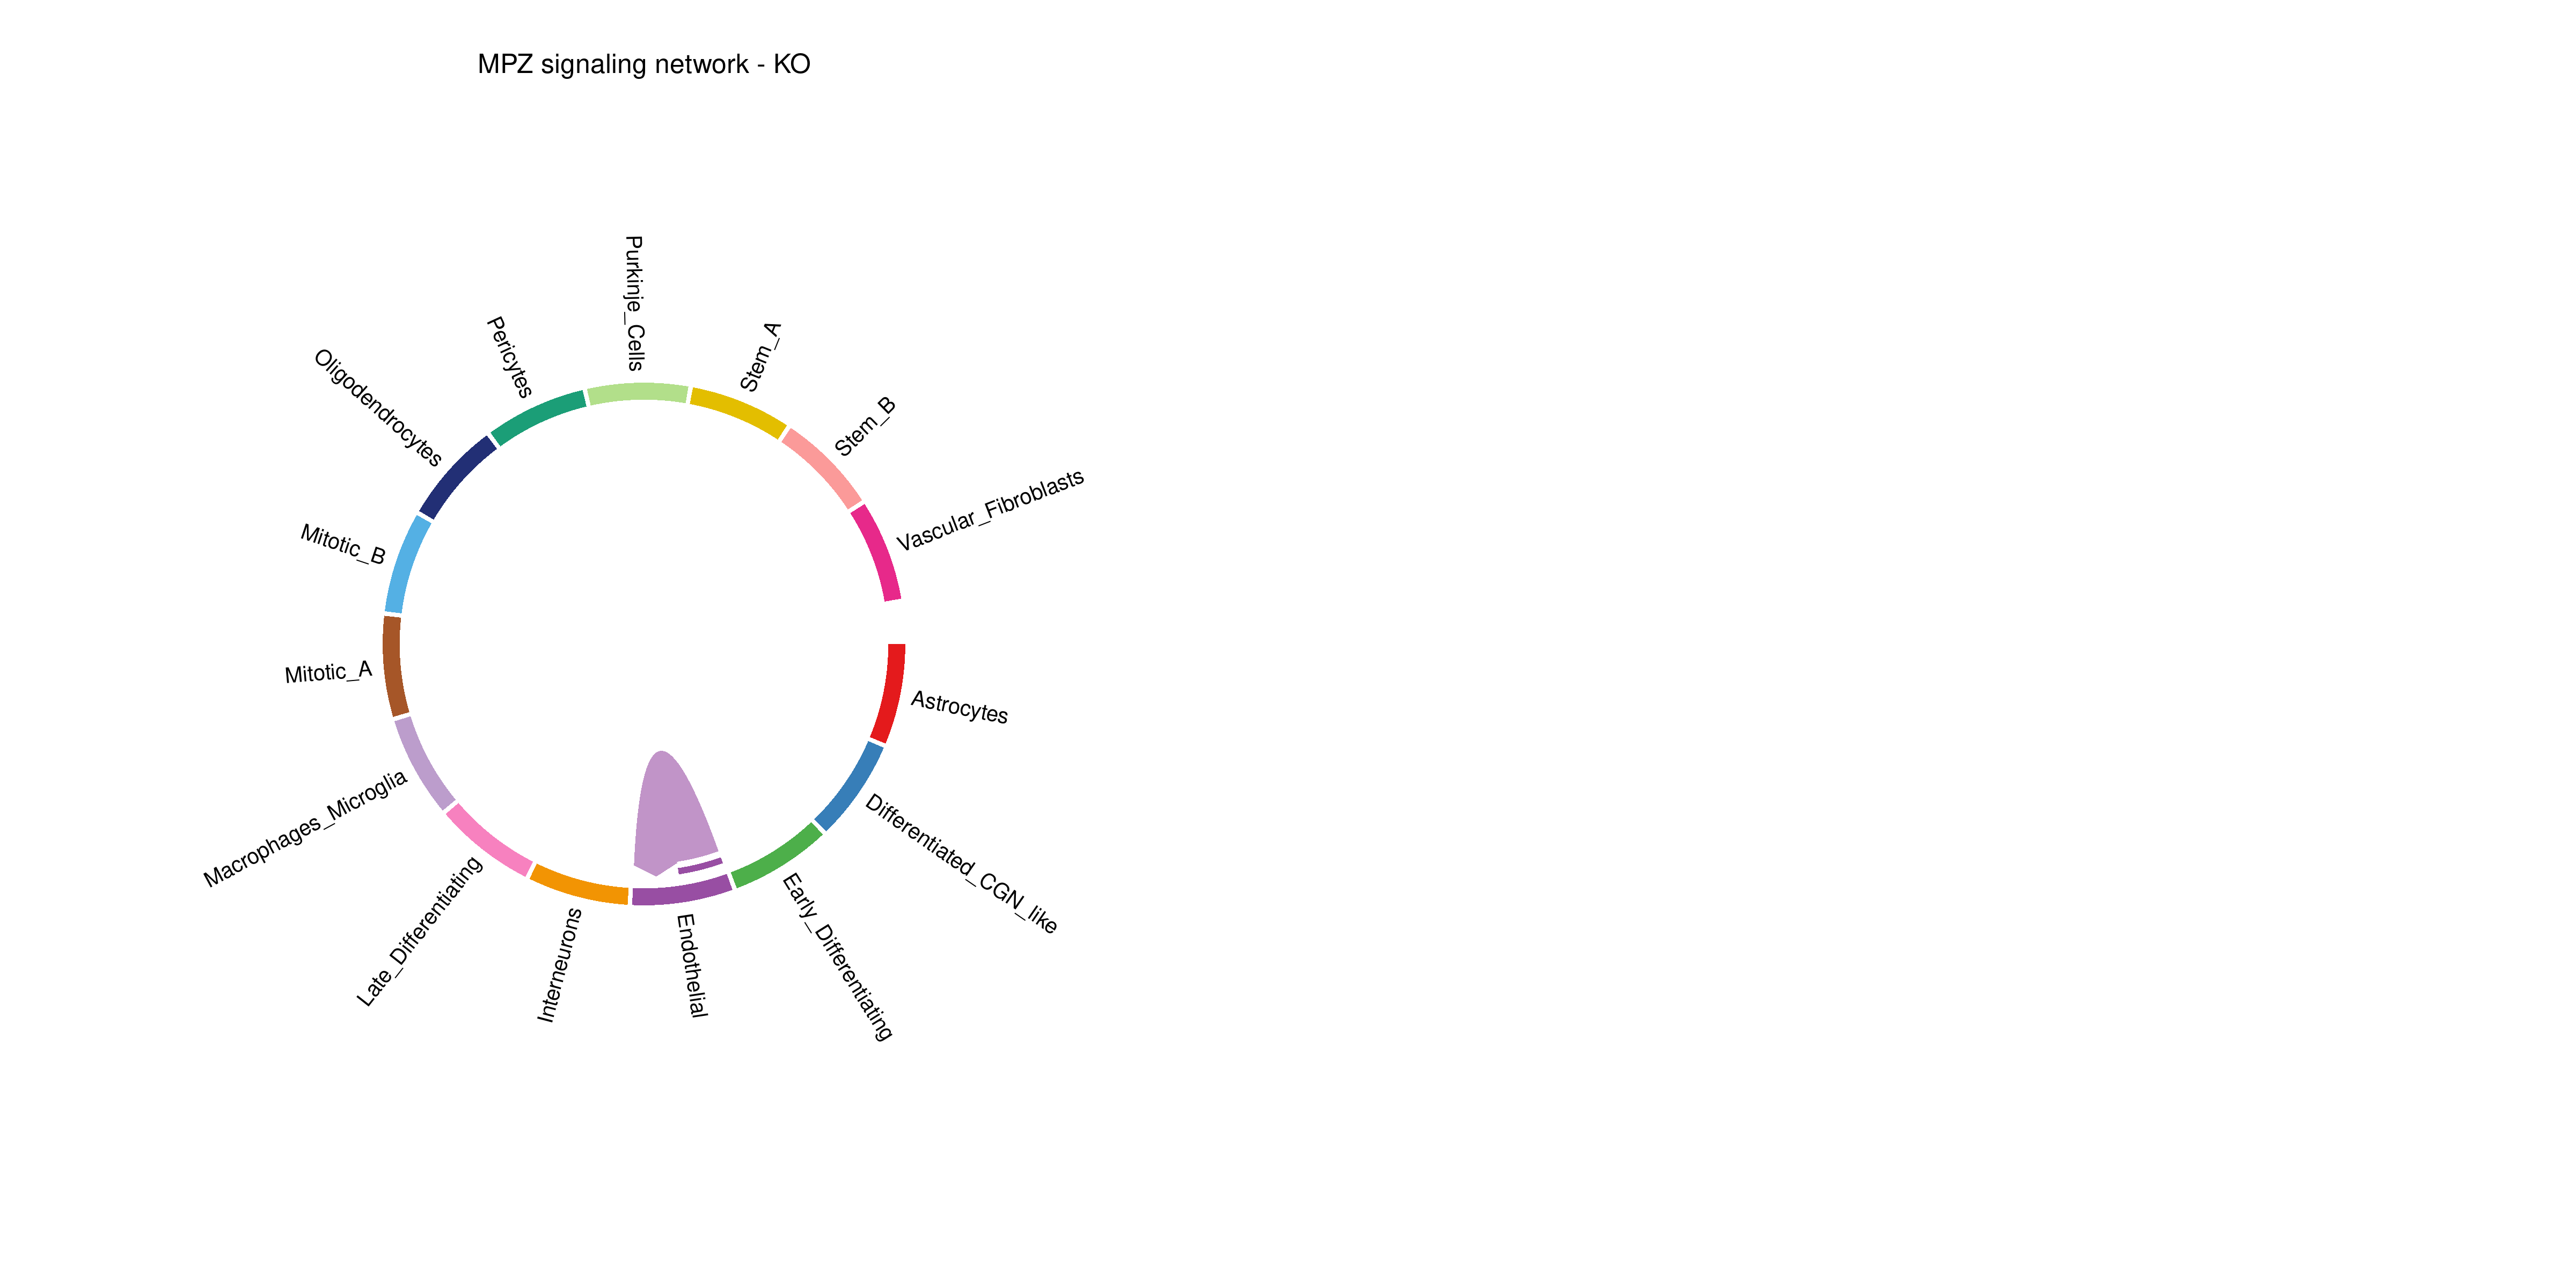 MPZ signaling network - KO
Purkinje_Cells
Stem_A
Pericytes
Oligodendrocytes
Stem_B
Vascular_Fibroblasts
Mitotic_B
Mitotic_A
Astrocytes
Macrophages_Microglia
Differentiated_CGN_like
Late_Differentiating
Early_Differentiating
Interneurons
Endothelial